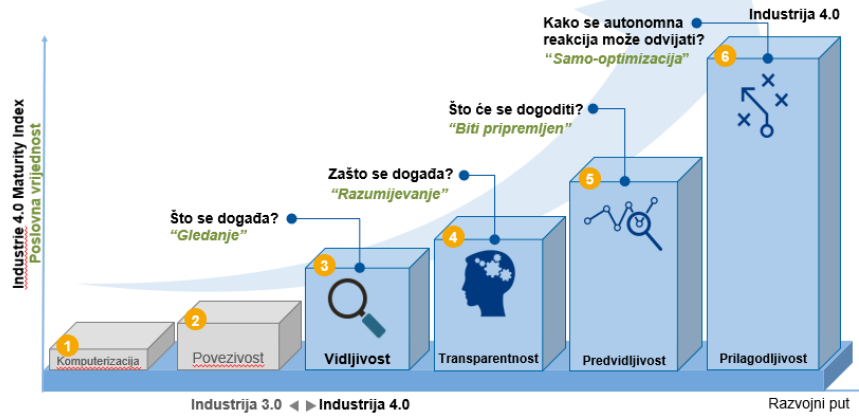 Kako se autonomna
reakcija može odvijati?
“Samo-optimizacija”
Industrija 4.0
6
Što će se dogoditi?
“Biti pripremljen”
5
Zašto se događa?
“Razumijevanje”
4
Što se događa?
“Gledanje”
3
2
1
Industrie 4.0 Maturity Index
Poslovna vrijednost
Komputerizacija
Povezivost
Vidljivost
Transparentnost
Predvidljivost
Prilagodljivost
Industrija 3.0 ◄ ► Industrija 4.0
Razvojni put